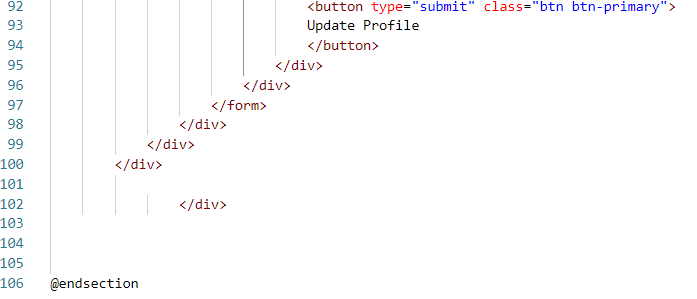 92 <button type="submit" class="btn btn-primary">
93 Update Profile
94 </button>
95 </div>
96 </div>
97 </form>
98 </div>
99 </div>
100 </div>
101
102 </div>
103
104
105
106 @endsection